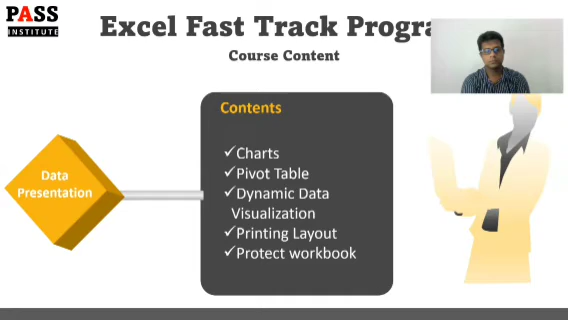 PASS
INSTITUTE
Excel Fast Track Progra
Course Content
Contents
Data
Presentation
✓Charts
✓Pivot Table
✓Dynamic Data
Visualization
✓Printing Layout
✓Protect workbook